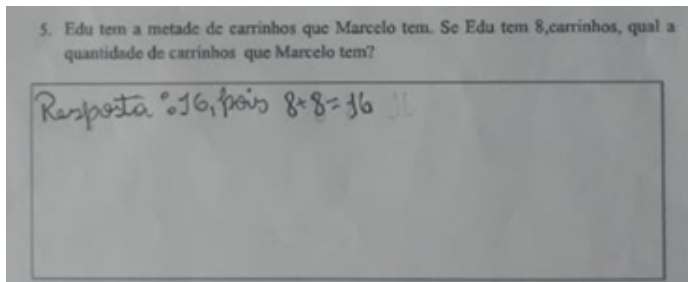 5. Edu tem a metade de carrinhos que Marcelo tem. Se Edu tem 8,carrinhos, qual a
quantidade de carrinhos que Marcelo tem?
Resposta: 16, pois 8+8=16 16